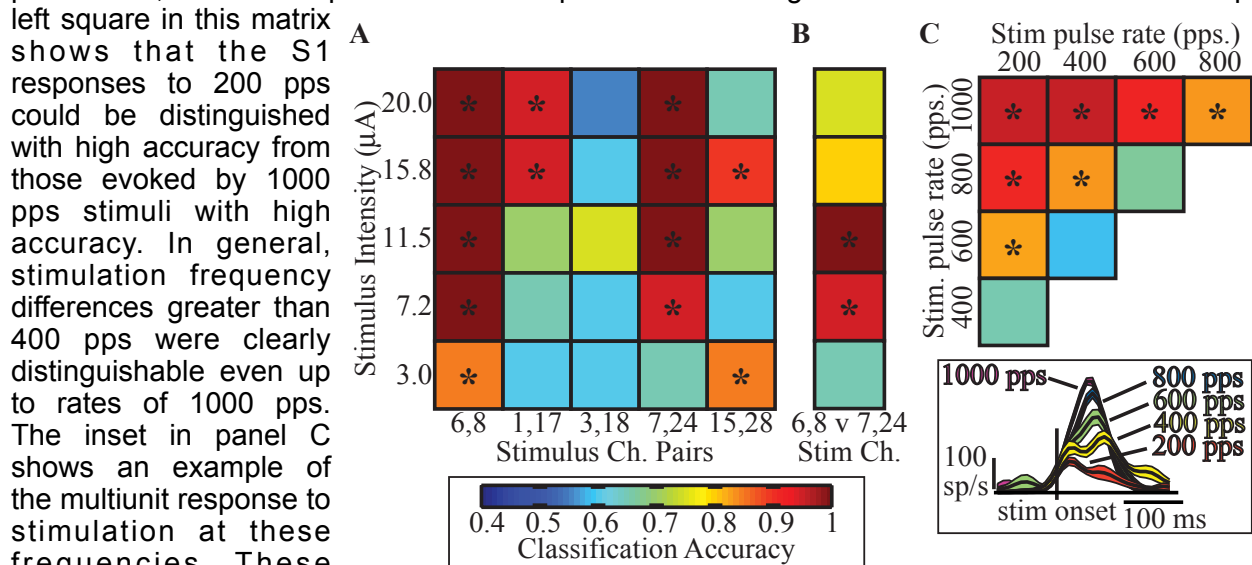 left square in this matrix
shows that the S1
responses to 200 pps
could be distinguished
with high accuracy from
those evoked by 1000
pps stimuli with high
accuracy. In general,
stimulation frequency
differences greater than
400 pps were clearly
distinguishable even up
to rates of 1000 pps.
The inset in panel C
shows an example of
the multiunit response to
stimulation at these
frequencies. These
A
Stimulus Intensity (µA)
20.0
* * *
15.8
* * * *
11.5
* *
7.2
* *
3.0
* *
6,8 1,17 3,18 7,24 15,28
Stimulus Ch. Pairs
B
*
*
6,8 v 7,24
Stim Ch.
0.4 0.5 0.6 0.7 0.8 0.9 1
Classification Accuracy
C
Stim pulse rate (pps.)
200 400 600 800
Stim. pulse rate (pps.)
1000
* * * *
800
* *
600
*
400
1000 pps
800 pps
600 pps
400 pps
200 pps
100
sp/s
stim onset
100 ms